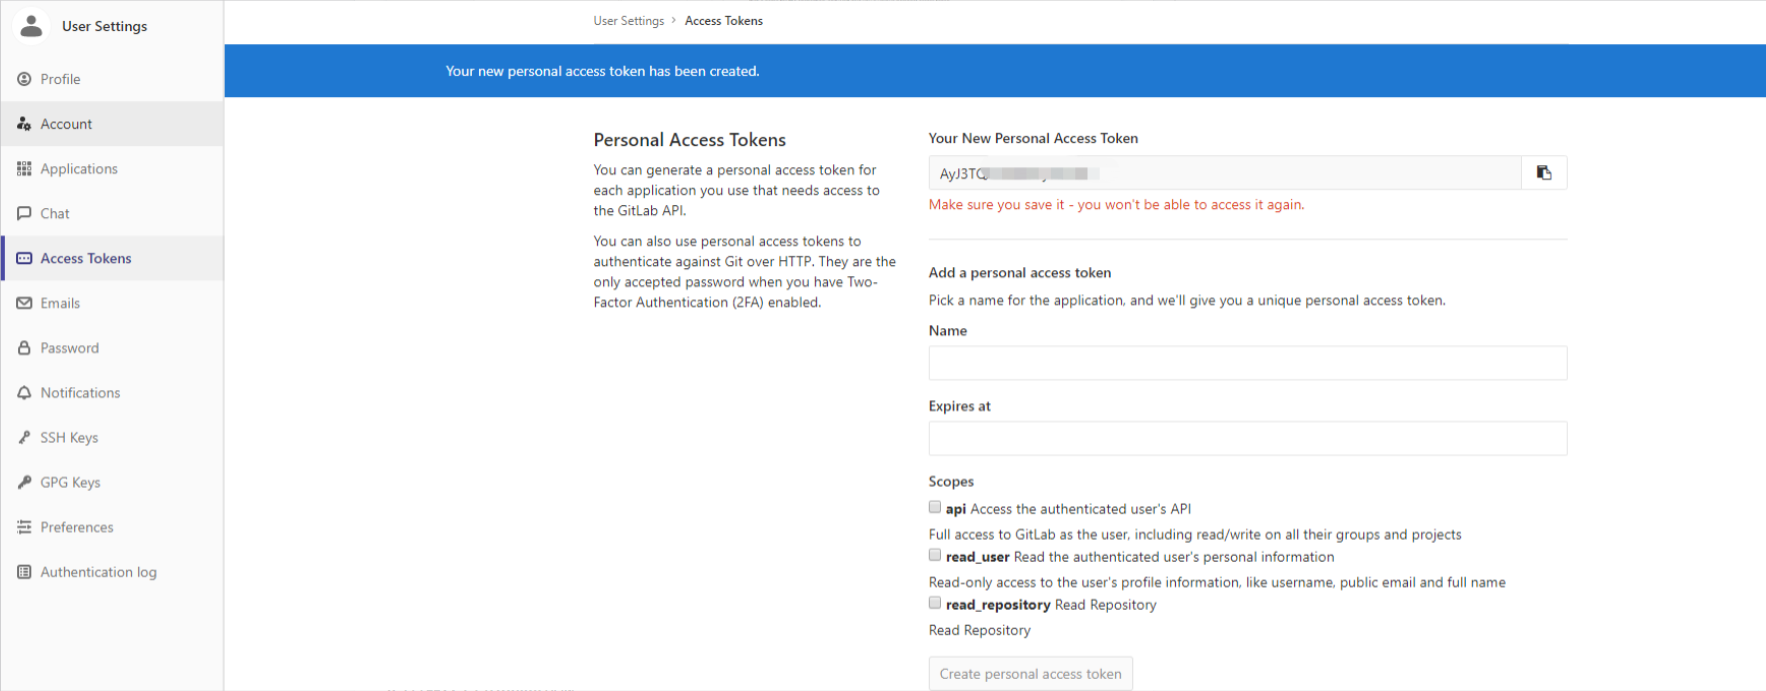 User Settings
Profile
Account
Applications
Chat
Access Tokens
Emails
Password
Notifications
SSH Keys
GPG Keys
Preferences
Authentication log
User Settings > Access Tokens
Your new personal access token has been created.
Personal Access Tokens
You can generate a personal access token for
each application you use that needs access to
the GitLab API.
You can also use personal access tokens to
authenticate against Git over HTTP. They are the
only accepted password when you have Two-
Factor Authentication (2FA) enabled.
Your New Personal Access Token
Make sure you save it - you won't be able to access it again.
Add a personal access token
Pick a name for the application, and we'll give you a unique personal access token.
Name
Expires at
Scopes
api Access the authenticated user's API
Full access to GitLab as the user, including read/write on all their groups and projects
read_user Read the authenticated user's personal information
Read-only access to the user's profile information, like username, public email and full name
read_repository Read Repository
Read Repository
Create personal access token